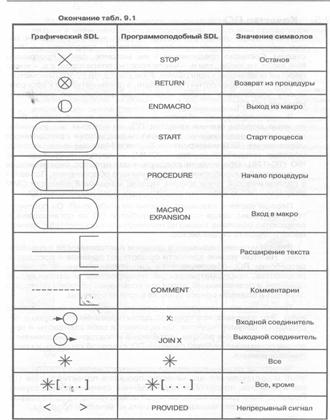 Окончание табл. 9.1
Графический SDL Программоподобный SDL Значение символов
STOP Останов
RETURN Возврат из процедуры
ENDMACRO Выход из макро
START Старт процесса
PROCEDURE Начало процедуры
MACRO
EXPANSION Вход в макро
Расширение текста
COMMENT Комментарии
X: Входной соединитель
JOIN X Выходной соединитель
* * Все
*[...] *[...] Все, кроме
< > PROVIDED Непрерывный сигнал